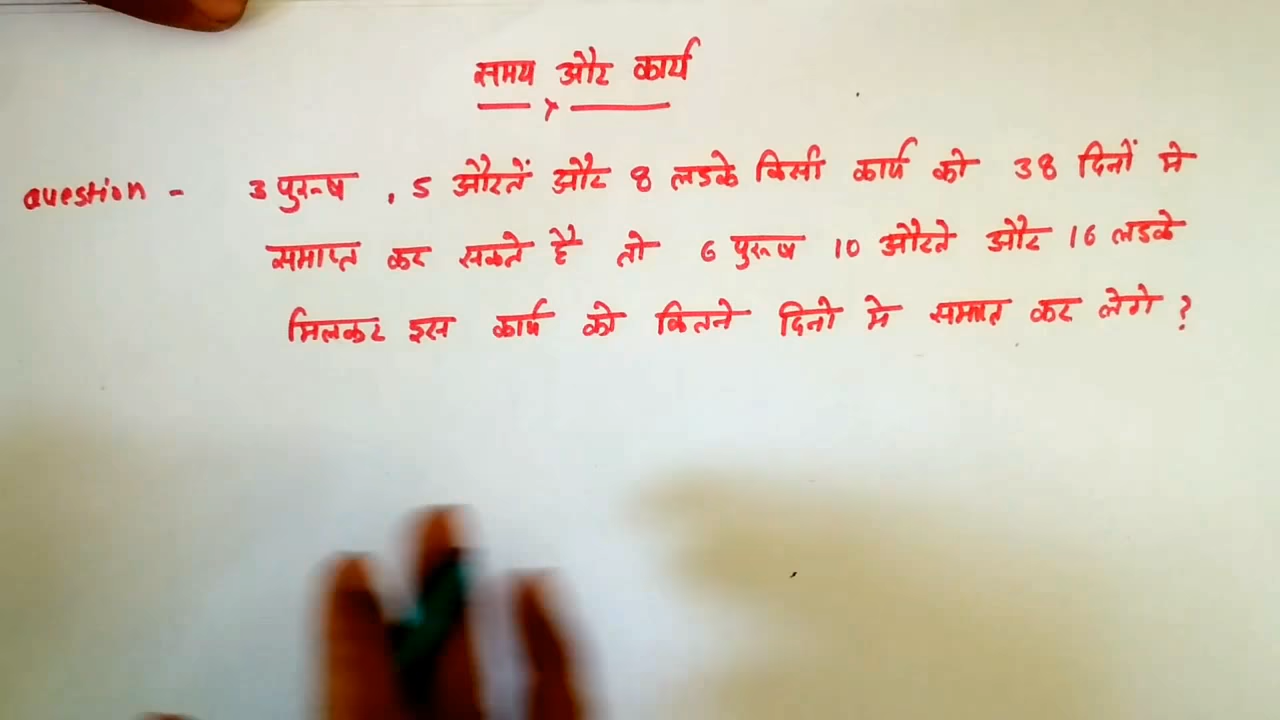 समय और कार्य
Question - 3 पुरूष , 5 औरतें और 8 लडके किसी कार्य को 38 दिनों मे
समाप्त कर सकते है तो 6 पुरूष 10 औरते और 16 लडके
मिलकर इस कार्य को कितने दिनो मे समाप्त कर लेगे ?